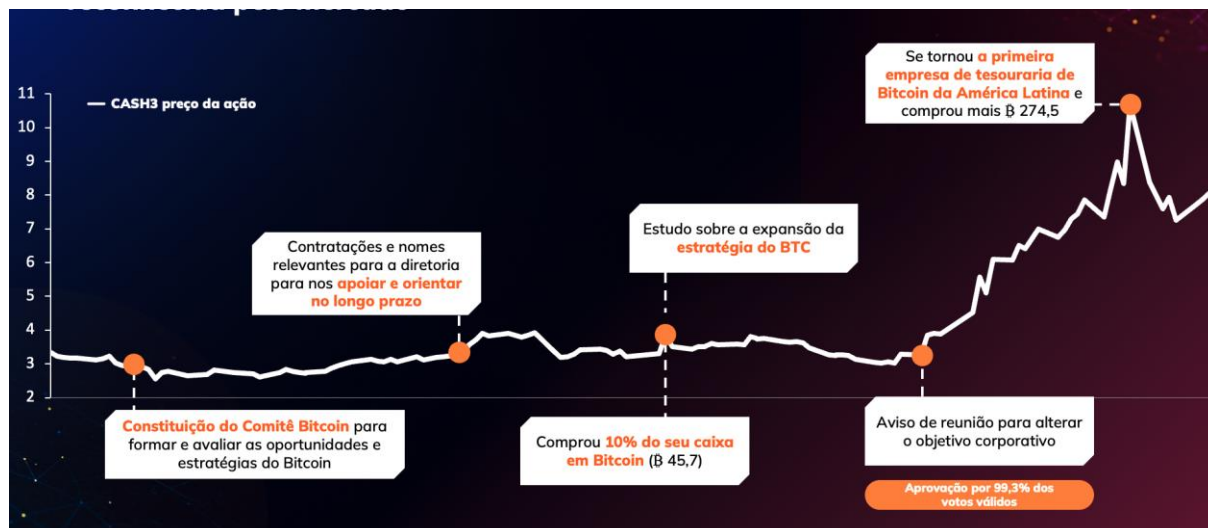 CASH3 preço da ação
11
10
9
8
7
6
5
4
3
2
Constituição do Comitê Bitcoin para
formar e avaliar as oportunidades e
estratégias do Bitcoin
Contratações e nomes
relevantes para a diretoria
para nos apoiar e orientar
no longo prazo
Comprou 10% do seu caixa
em Bitcoin (₿ 45,7)
Estudo sobre a expansão da
estratégia do BTC
Aviso de reunião para alterar
o objetivo corporativo
Aprovação por 99,3% dos
votos válidos
Se tornou a primeira
empresa de tesouraria de
Bitcoin da América Latina e
comprou mais ₿ 274,5